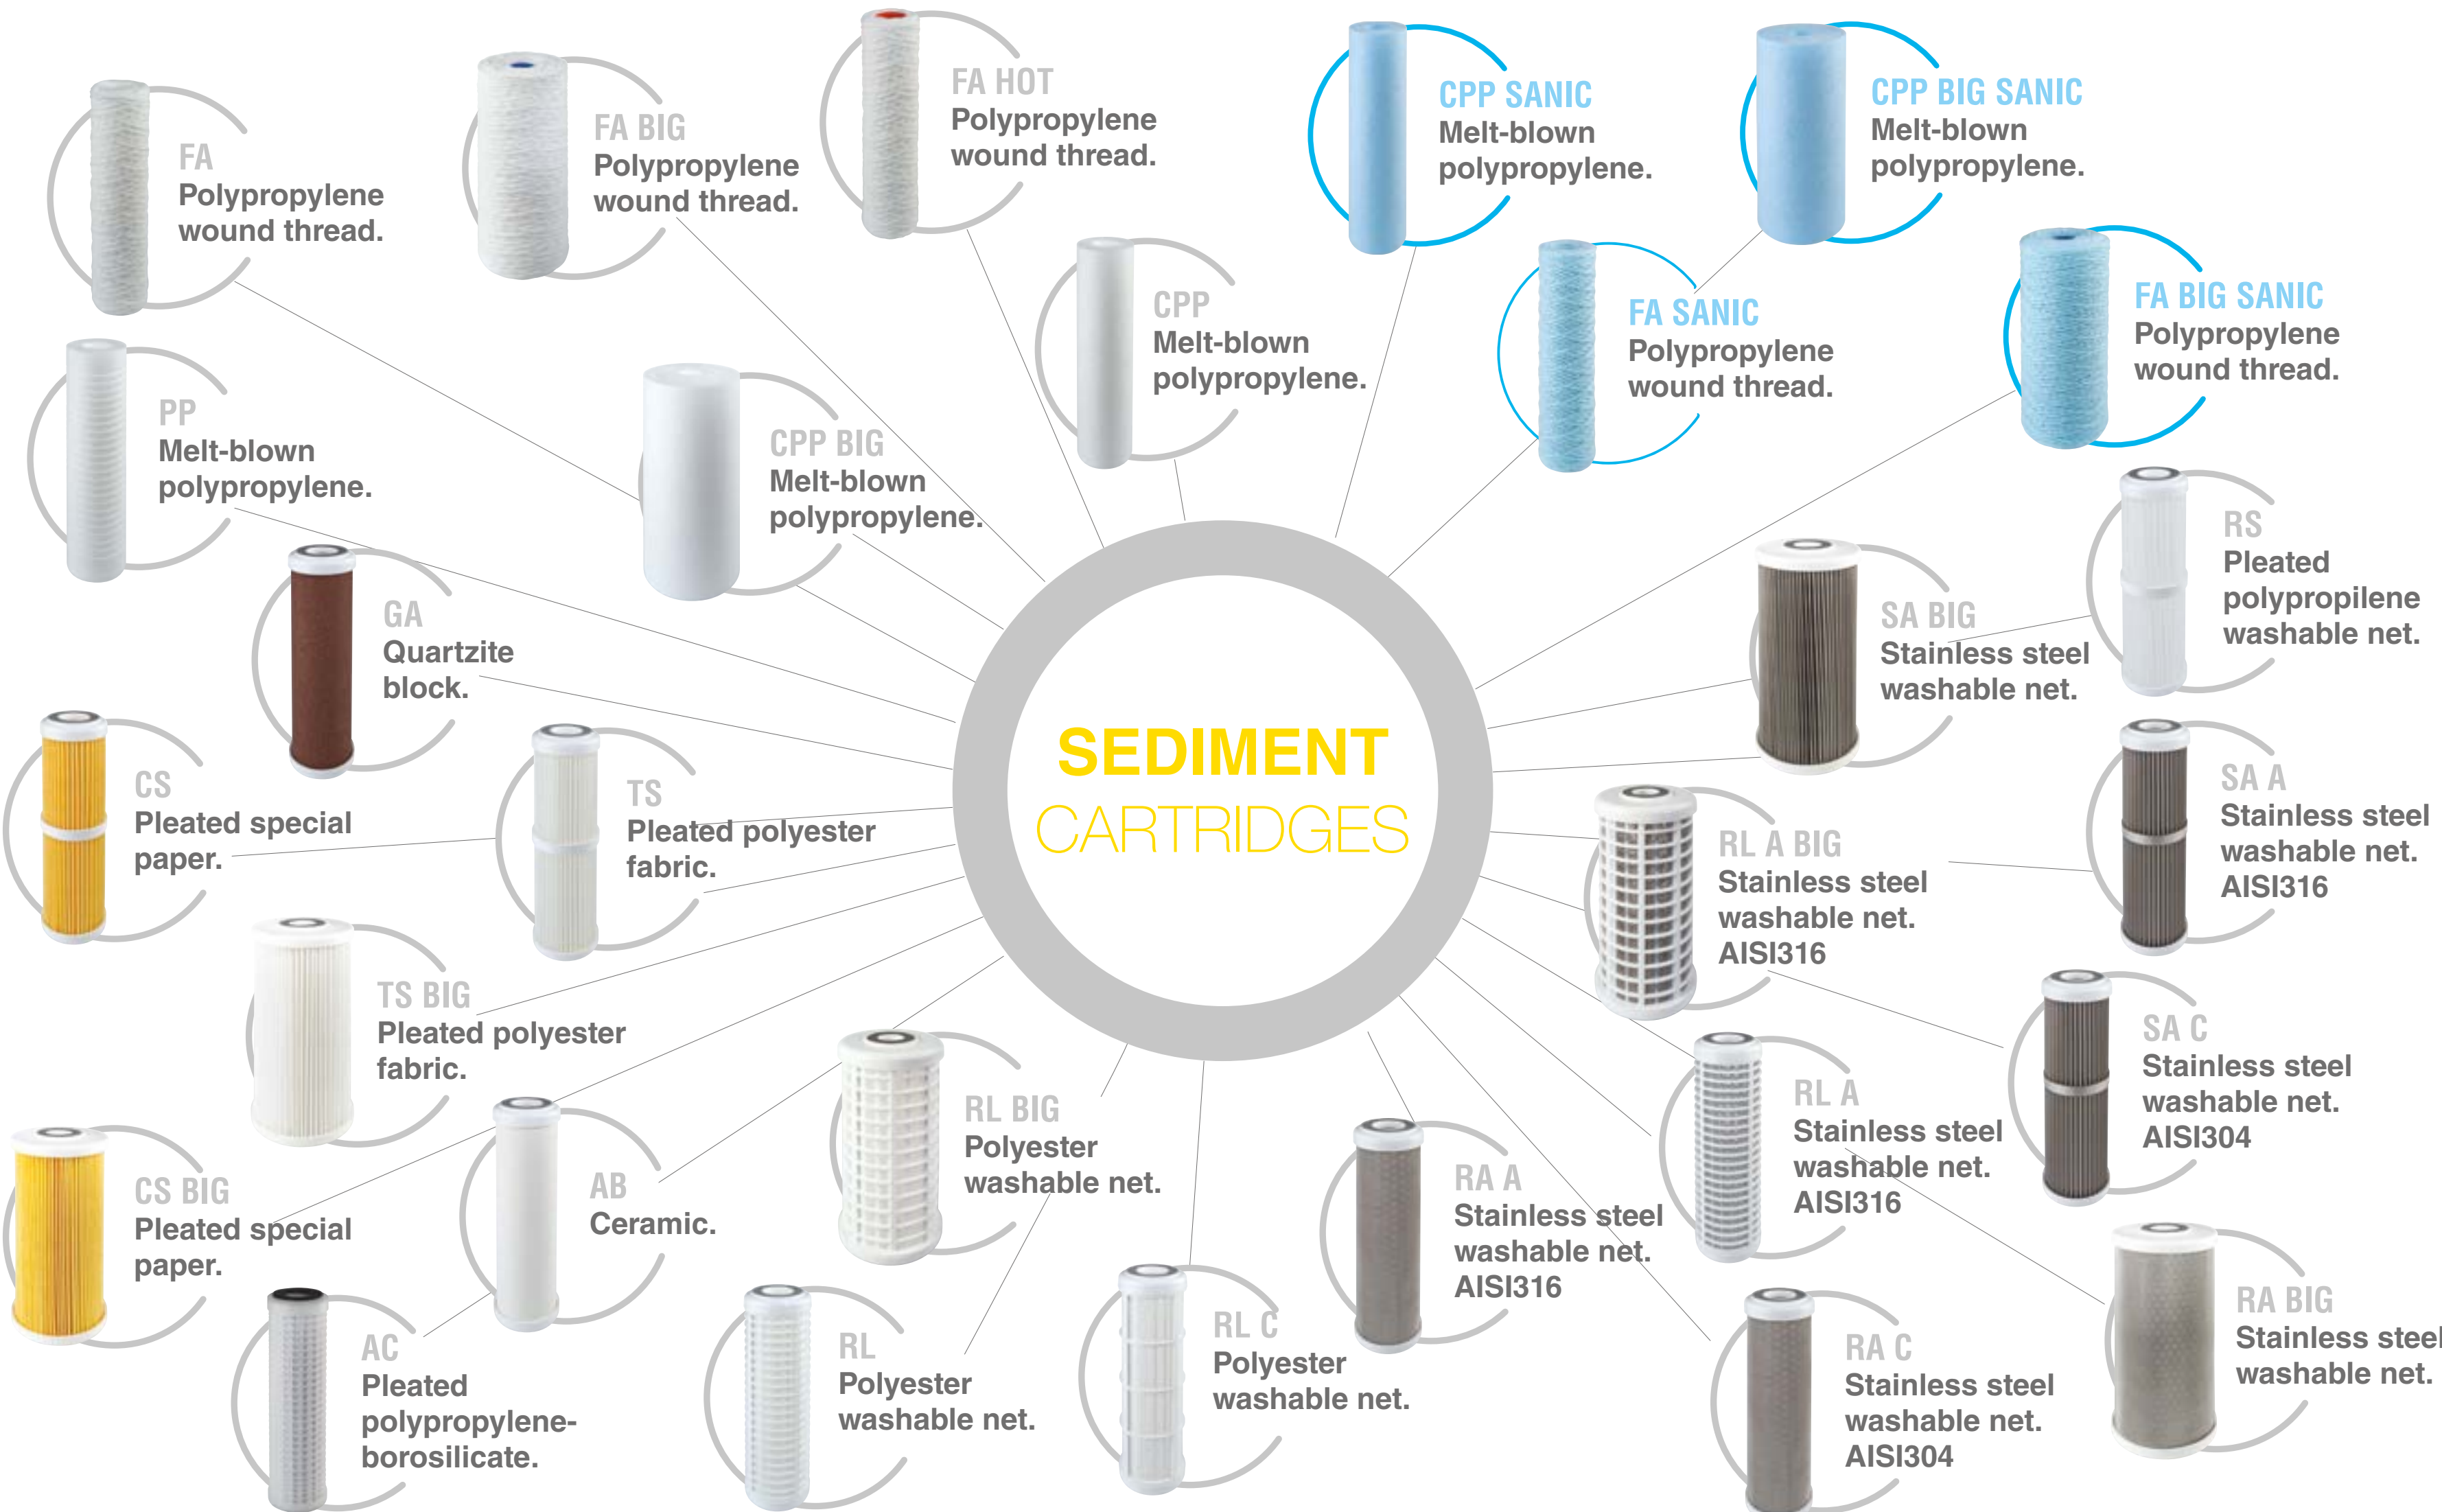 FA
Polypropylene
wound thread.
FA BIG
Polypropylene
wound thread.
FA HOT
Polypropylene
wound thread.
CPP SANIC
Melt-blown
polypropylene.
CPP BIG SANIC
Melt-blown
polypropylene.
PP
Melt-blown
polypropylene.
CPP BIG
Melt-blown
polypropylene.
CPP
Melt-blown
polypropylene.
FA SANIC
Polypropylene
wound thread.
FA BIG SANIC
Polypropylene
wound thread.
GA
Quartzite
block.
SA BIG
Stainless steel
washable net.
RS
Pleated
polypropilene
washable net.
CS
Pleated special
paper.
TS
Pleated polyester
fabric.
SEDIMENT
CARTRIDGES
RL A BIG
Stainless steel
washable net.
AISI316
SA A
Stainless steel
washable net.
AISI316
TS BIG
Pleated polyester
fabric.
SA C
Stainless steel
washable net.
AISI304
CS BIG
Pleated special
paper.
AB
Ceramic.
RL BIG
Polyester
washable net.
RA A
Stainless steel
washable net.
AISI316
RL A
Stainless steel
washable net.
AISI316
AC
Pleated
polypropylene-
borosilicate.
RL
Polyester
washable net.
RL C
Polyester
washable net.
RA C
Stainless steel
washable net.
AISI304
RA BIG
Stainless steel
washable net.